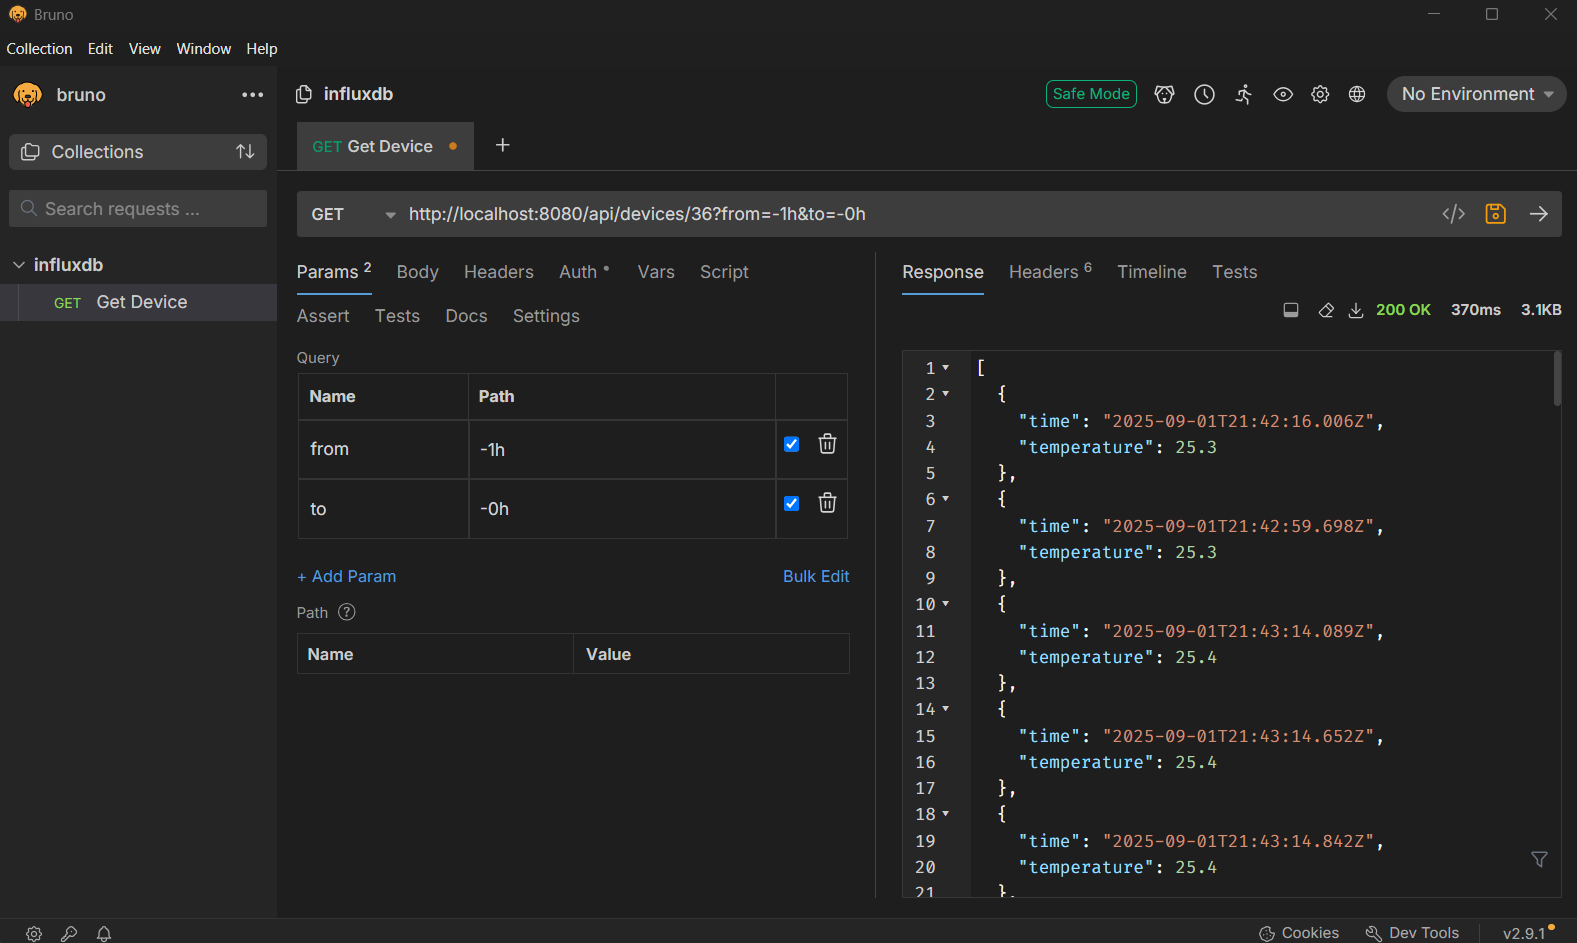 Bruno
Collection Edit View Window Help
bruno
Collections
Search requests ...
influxdb
GET Get Device
influxdb
Safe Mode
No Environment
GET Get Device
GET
http://localhost:8080/api/devices/36?from=-1h&to=-0h
Params 2 Body Headers Auth Vars Script
Assert Tests Docs Settings
Query
Name Path
from -1h
to -0h
+ Add Param Bulk Edit
Path ?
Name Value
Response Headers 6 Timeline Tests
200 OK 370ms 3.1KB
1 [
2 {
3 "time": "2025-09-01T21:42:16.006Z",
4 "temperature": 25.3
5 },
6 {
7 "time": "2025-09-01T21:42:59.698Z",
8 "temperature": 25.3
9 },
10 {
11 "time": "2025-09-01T21:43:14.089Z",
12 "temperature": 25.4
13 },
14 {
15 "time": "2025-09-01T21:43:14.652Z",
16 "temperature": 25.4
17 },
18 {
19 "time": "2025-09-01T21:43:14.842Z",
20 "temperature": 25.4
21 },
Cookies Dev Tools v2.9.1